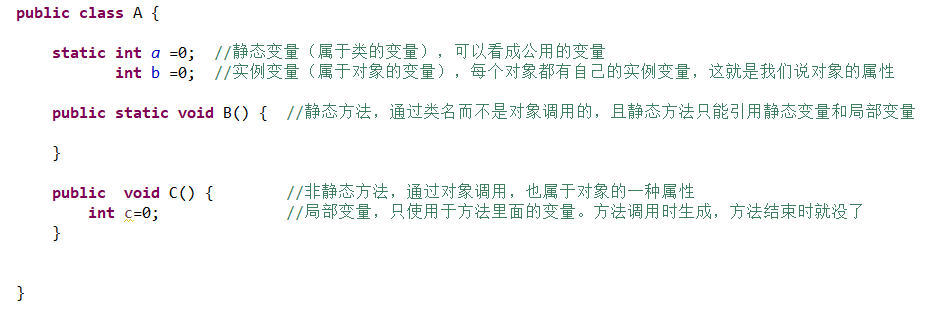 public class A {
static int a =0; //静态变量（属于类的变量），可以看成公用的变量
int b =0; //实例变量（属于对象的变量），每个对象都有自己的实例变量，这就是我们说对象的属性
public static void B() { //静态方法，通过类名而不是对象调用的，且静态方法只能引用静态变量和局部变量
}
public void C() { //非静态方法，通过对象调用，也属于对象的一种属性
int c=0; //局部变量，只使用于方法里面的变量。方法调用时生成，方法结束时就没了
}
}